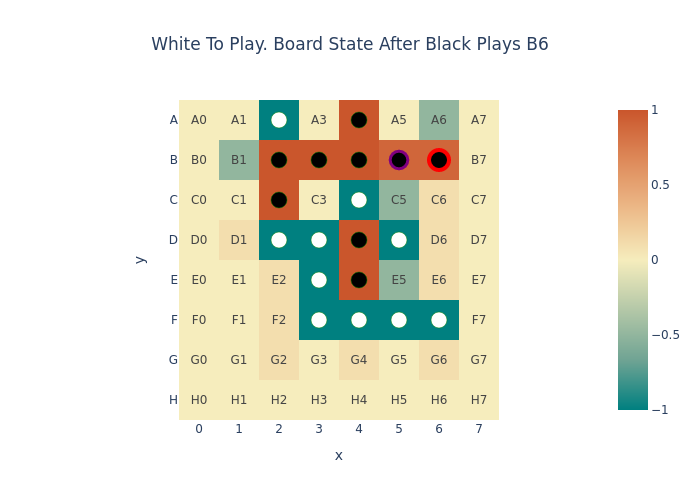 White To Play. Board State After Black Plays B6
A A0 A1 A3 A5 A6 A7
B B0 B1 B7
C C0 C1 C3 C5 C6 C7
D D0 D1 D6 D7
E E0 E1 E2 E5 E6 E7
F F0 F1 F2 F7
G G0 G1 G2 G3 G4 G5 G6 G7
H H0 H1 H2 H3 H4 H5 H6 H7
0 1 2 3 4 5 6 7
x
y
1
0.5
0
−0.5
−1